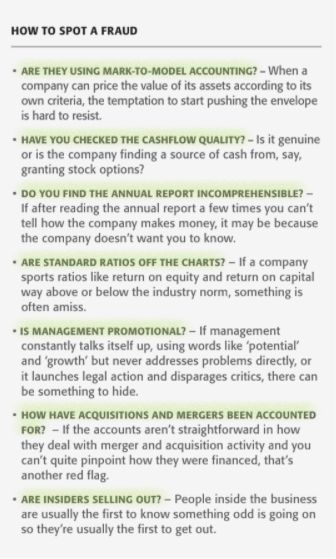 HOW TO SPOT A FRAUD
• ARE THEY USING MARK-TO-MODEL ACCOUNTING? – When a
company can price the value of its assets according to its
own criteria, the temptation to start pushing the envelope
is hard to resist.
• HAVE YOU CHECKED THE CASHFLOW QUALITY? – Is it genuine
or is the company finding a source of cash from, say,
granting stock options?
• DO YOU FIND THE ANNUAL REPORT INCOMPREHENSIBLE? –
If after reading the annual report a few times you can't
tell how the company makes money, it may be because
the company doesn't want you to know.
• ARE STANDARD RATIOS OFF THE CHARTS? – If a company
sports ratios like return on equity and return on capital
way above or below the industry norm, something is
often amiss.
• IS MANAGEMENT PROMOTIONAL? – If management
constantly talks itself up, using words like 'potential'
and 'growth' but never addresses problems directly, or
it launches legal action and disparages critics, there can
be something to hide.
• HOW HAVE ACQUISITIONS AND MERGERS BEEN ACCOUNTED
FOR? – If the accounts aren't straightforward in how
they deal with merger and acquisition activity and you
can't quite pinpoint how they were financed, that's
another red flag.
• ARE INSIDERS SELLING OUT? – People inside the business
are usually the first to know something odd is going on
so they're usually the first to get out.